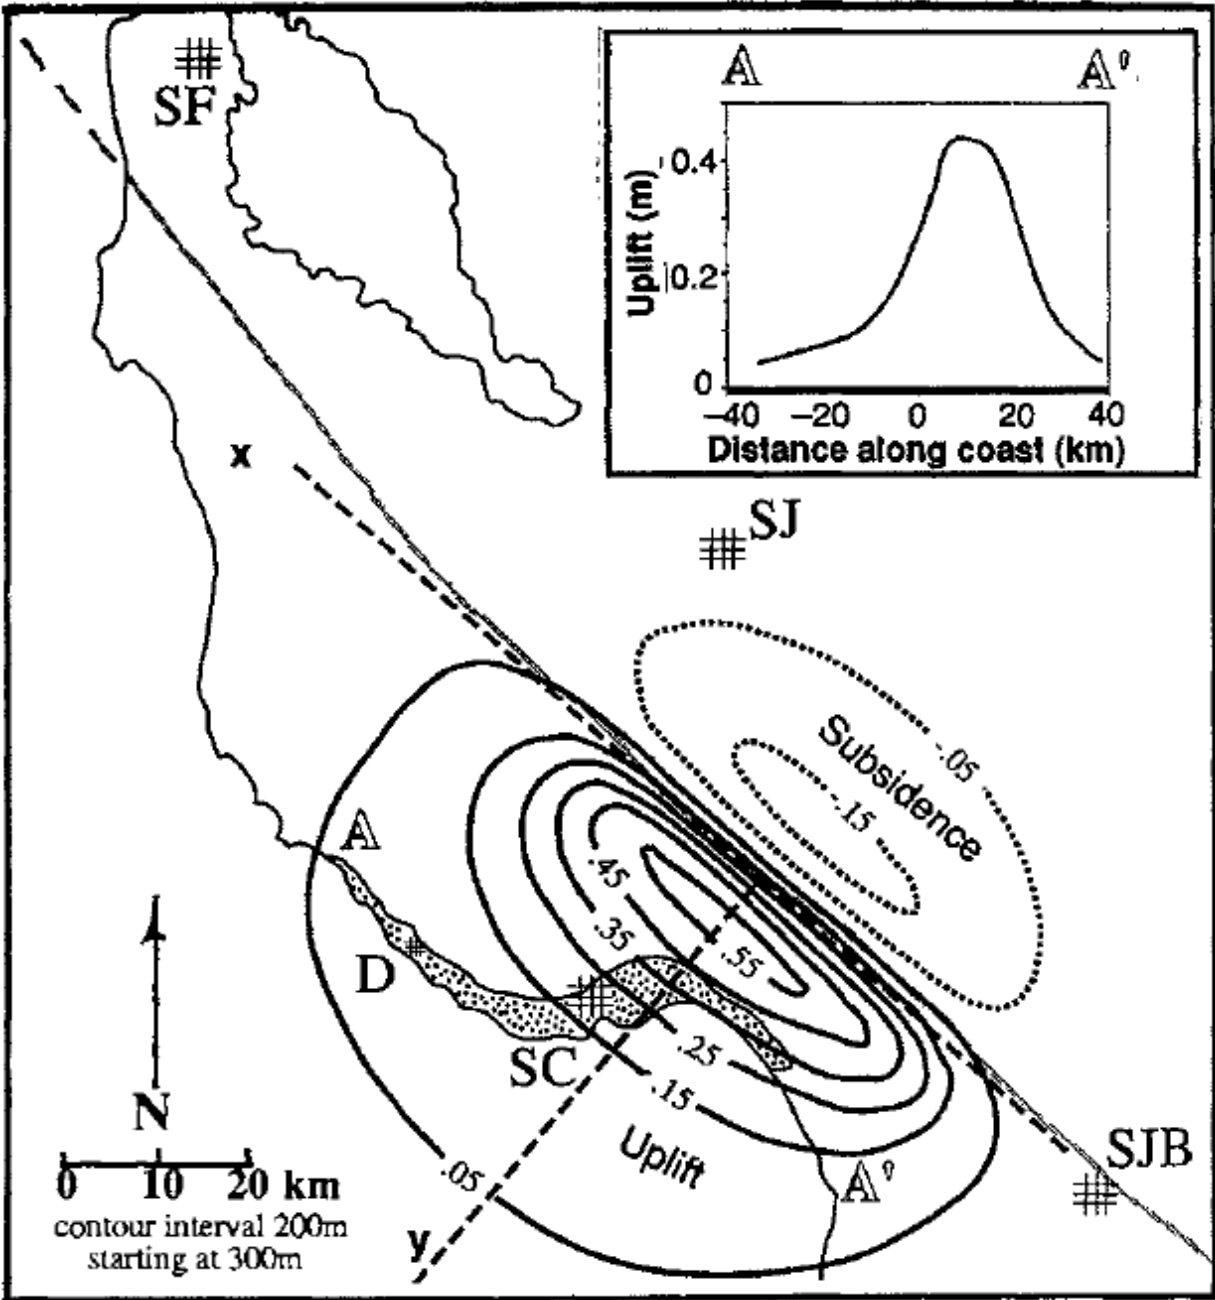 SF
A A'
Uplift (m)
0.4
0.2
0
−40 −20 0 20 40
Distance along coast (km)
x
SJ
Subsidence
-.05
-.15
A
.45
.35
.55
D
SC
.25
.15
Uplift
.05
A'
SJB
y
N
0 10 20 km
contour interval 200m
starting at 300m